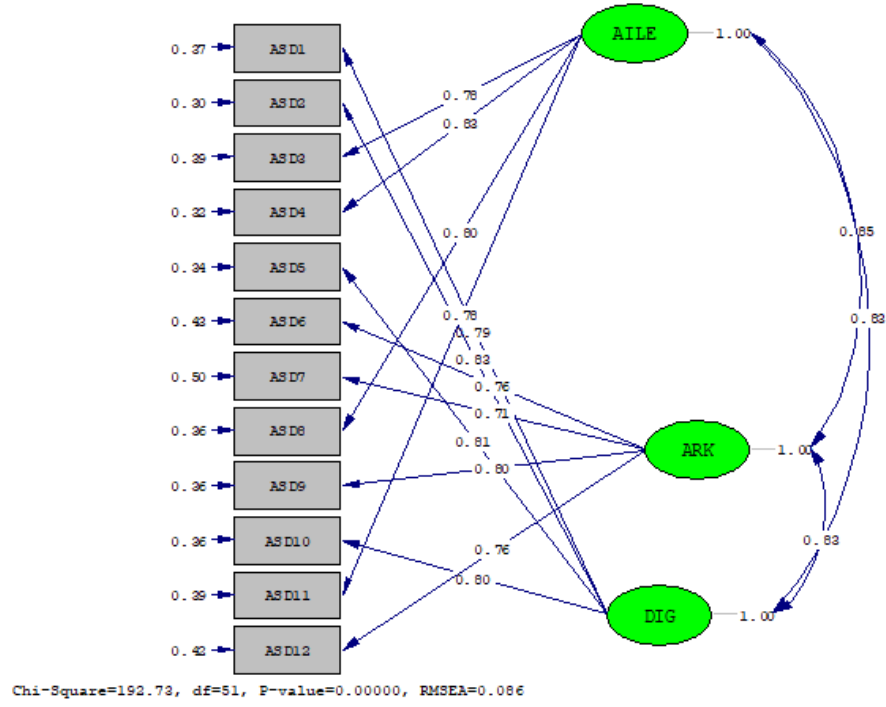 AILE
1.00
0.37
ASD1
0.30
ASD2
0.78
0.39
ASD3
0.83
0.32
ASD4
0.80
0.85
0.34
ASD5
0.78
0.79
0.83
0.43
ASD6
0.83
0.76
0.50
ASD7
0.71
0.36
ASD8
0.81
ARK
1.00
0.80
0.36
ASD9
0.36
ASD10
0.76
0.83
0.80
0.39
ASD11
DIG
1.00
0.42
ASD12
Chi-Square=192.73, df=51, P-value=0.00000, RMSEA=0.086